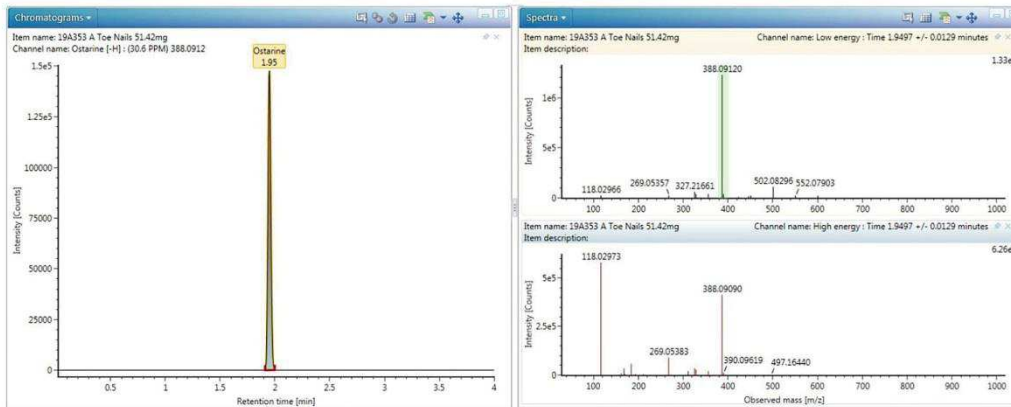 Chromatograms
Item name: 19A353 A Toe Nails 51.42mg
Channel name: Ostarine [-H] : (30.6 PPM) 388.0912
Ostarine
1.95
1.5e5
1.25e5
100000
75000
50000
25000
0
Intensity [Counts]
0.5
1
1.5
2
2.5
3
3.5
4
Retention time [min]
Spectra
Item name: 19A353 A Toe Nails 51.42mg
Channel name: Low energy : Time 1.9497 +/- 0.0129 minutes
Item description:
1.33e
388.09120
1e6
5e5
0
Intensity [Counts]
118.02966
269.05357
327.21661
502.08296
552.07903
100 200 300 400 500 600 700 800 900 1000
Item name: 19A353 A Toe Nails 51.42mg
Channel name: High energy : Time 1.9497 +/- 0.0129 minutes
Item description:
6.26e
118.02973
388.09090
5e5
2.5e5
0
Intensity [Counts]
269.05383
390.09619
497.16440
100 200 300 400 500 600 700 800 900 1000
Observed mass [m/z]